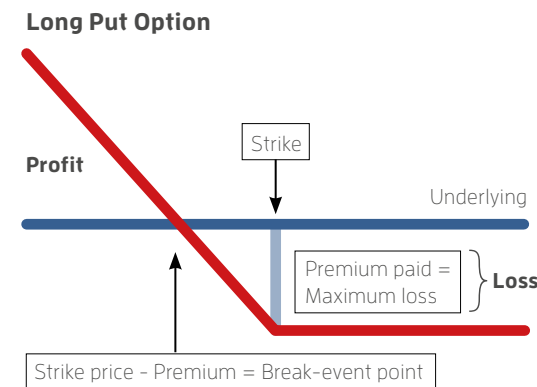 Long Put Option
Strike
Profit
Underlying
Premium paid =
Maximum loss
Loss
Strike price - Premium = Break-event point